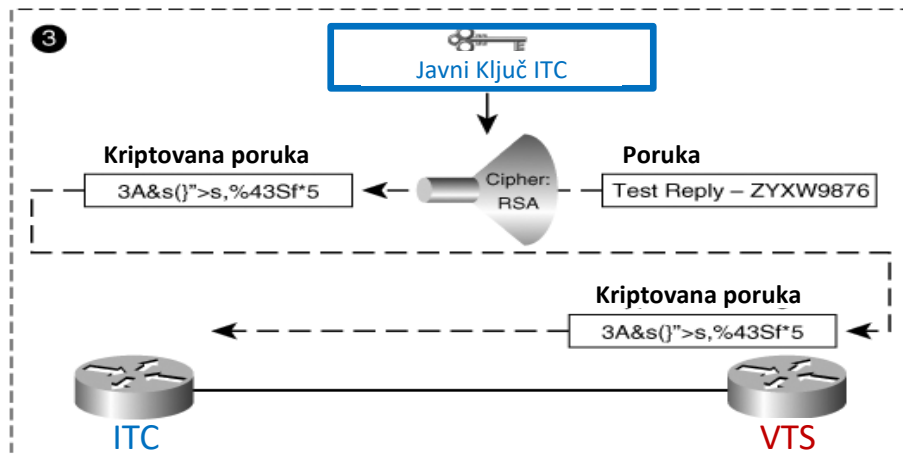 3
Javni Ključ ITC
Kriptovana poruka
Poruka
3A&s(}”>s,%43Sf*5
Cipher:
RSA
Test Reply – ZYXW9876
Kriptovana poruka
3A&s(}”>s,%43Sf*5
ITC
VTS